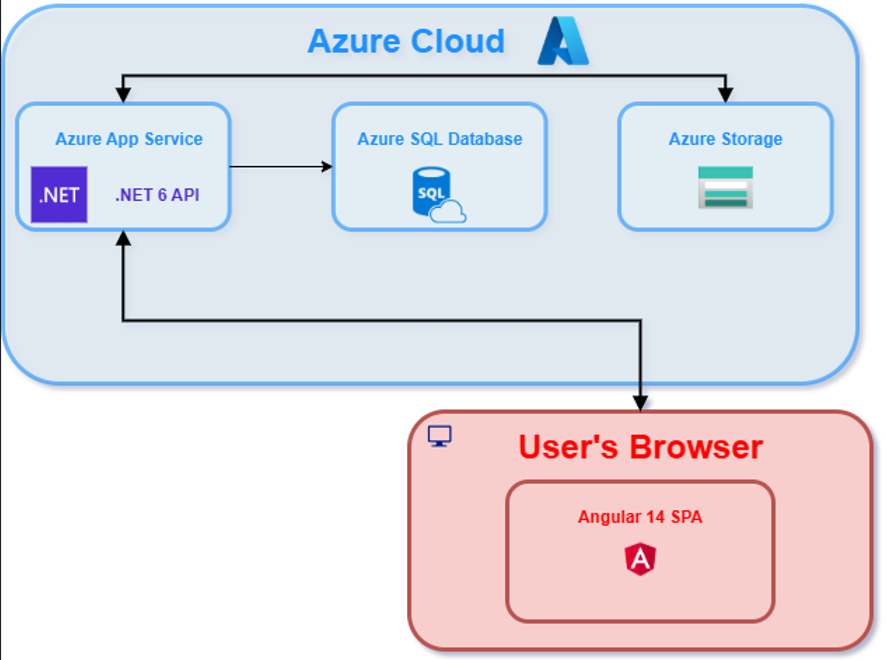 Azure Cloud
Azure App Service
.NET
.NET 6 API
Azure SQL Database
SQL
Azure Storage
User's Browser
Angular 14 SPA
A